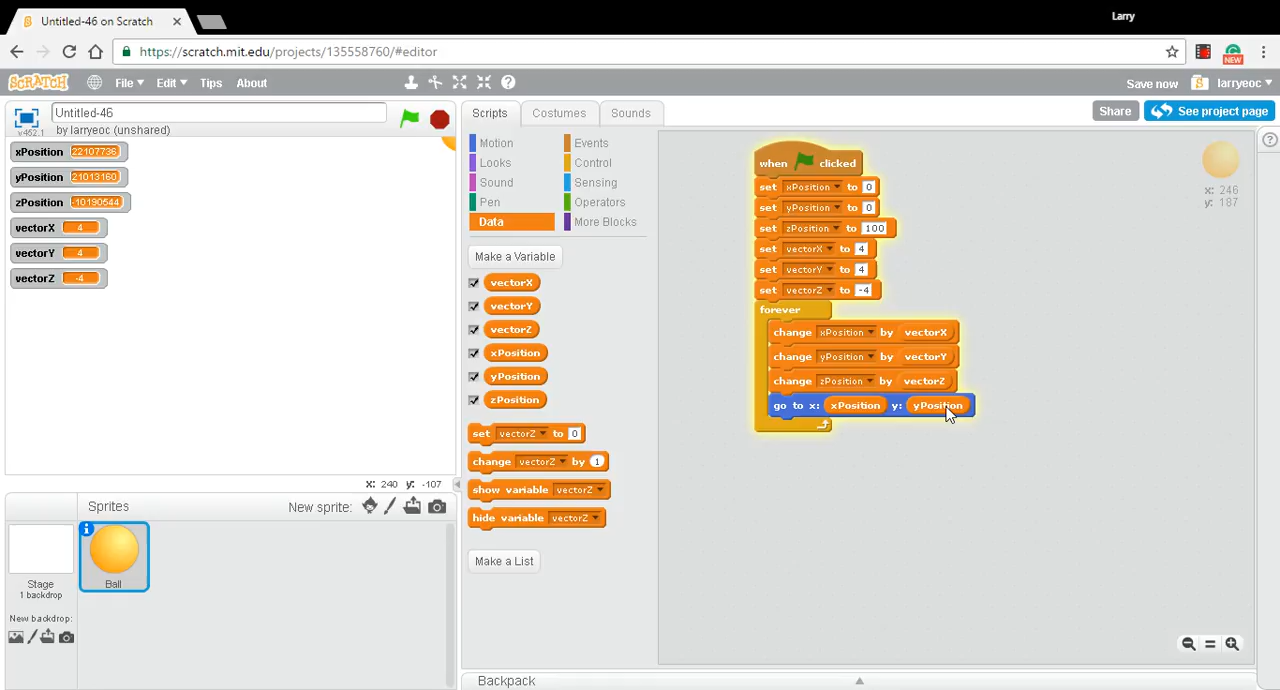 Larry
Untitled-46 on Scratch
https://scratch.mit.edu/projects/135558760/#editor
NEW
SCRATCH File Edit Tips About Save now larryeoc
Untitled-46
by larryeoc (unshared)
v452.1
Scripts Costumes Sounds
Share See project page
xPosition 22107736
yPosition 21013160
zPosition -10190544
vectorX 4
vectorY 4
vectorZ -4
Motion Events
Looks Control
Sound Sensing
Pen Operators
Data More Blocks
Make a Variable
vectorX
vectorY
vectorZ
xPosition
yPosition
zPosition
set vectorZ to 0
change vectorZ by 1
show variable vectorZ
hide variable vectorZ
Make a List
when clicked
set xPosition to 0
set yPosition to 0
set zPosition to 100
set vectorX to 4
set vectorY to 4
set vectorZ to -4
forever
change xPosition by vectorX
change yPosition by vectorY
change zPosition by vectorZ
go to x: xPosition y: yPosition
x: 246
y: 187
x: 240 y: -107
Sprites New sprite:
Stage
1 backdrop
New backdrop:
Ball
Backpack